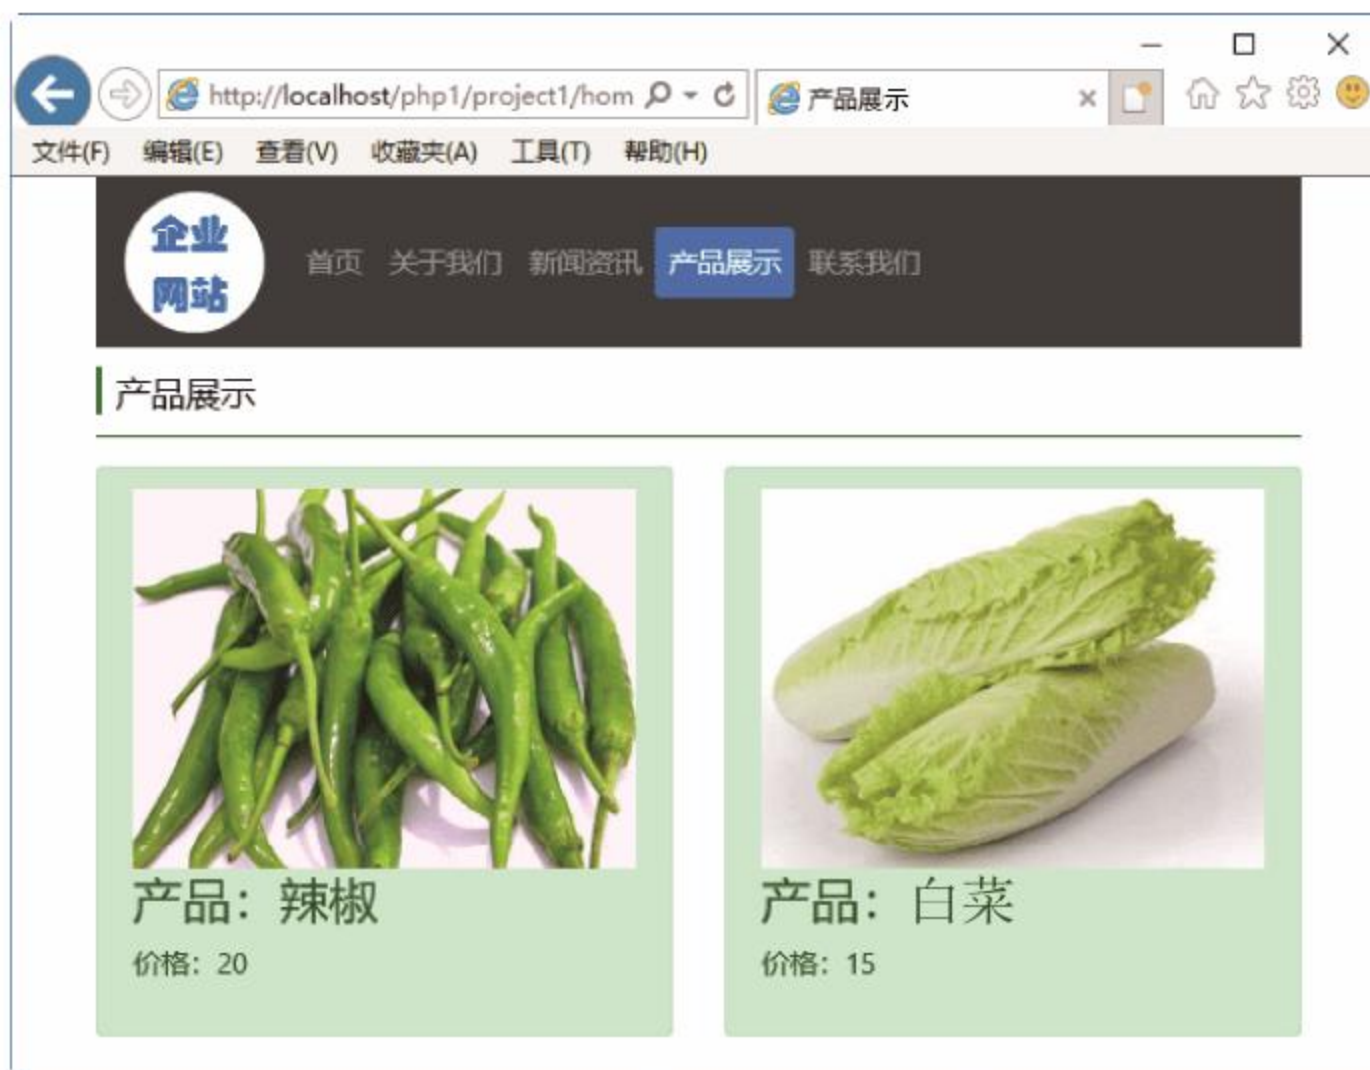 http://localhost/php1/project1/hom
产品展示
文件(F) 编辑(E) 查看(V) 收藏夹(A) 工具(T) 帮助(H)
企业
网站
首页 关于我们 新闻资讯 产品展示 联系我们
产品展示
产品：辣椒
价格：20
产品：白菜
价格：15